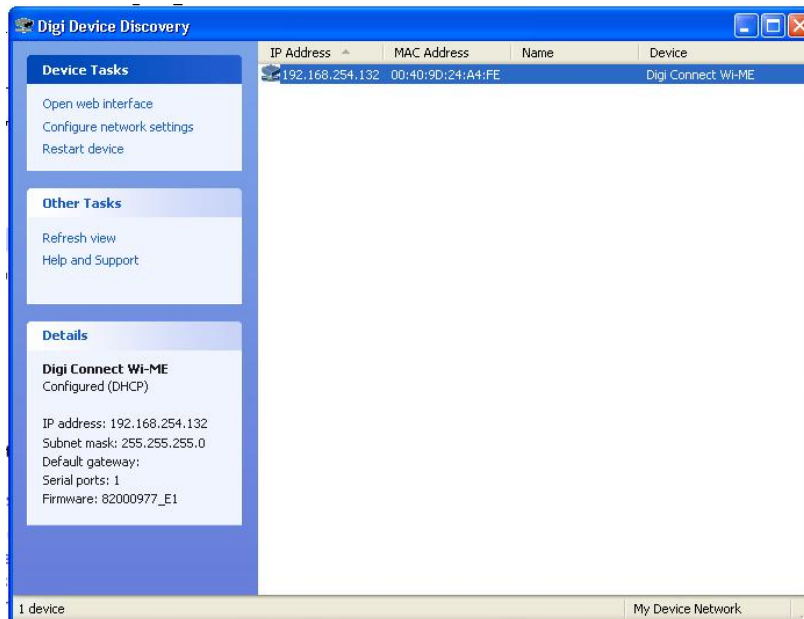 Digi Device Discovery
Device Tasks
Open web interface
Configure network settings
Restart device
Other Tasks
Refresh view
Help and Support
Details
Digi Connect Wi-ME
Configured (DHCP)
IP address: 192.168.254.132
Subnet mask: 255.255.255.0
Default gateway:
Serial ports: 1
Firmware: 82000977_E1
IP Address MAC Address Name Device
192.168.254.132 00:40:9D:24:A4:FE Digi Connect Wi-ME
1 device My Device Network